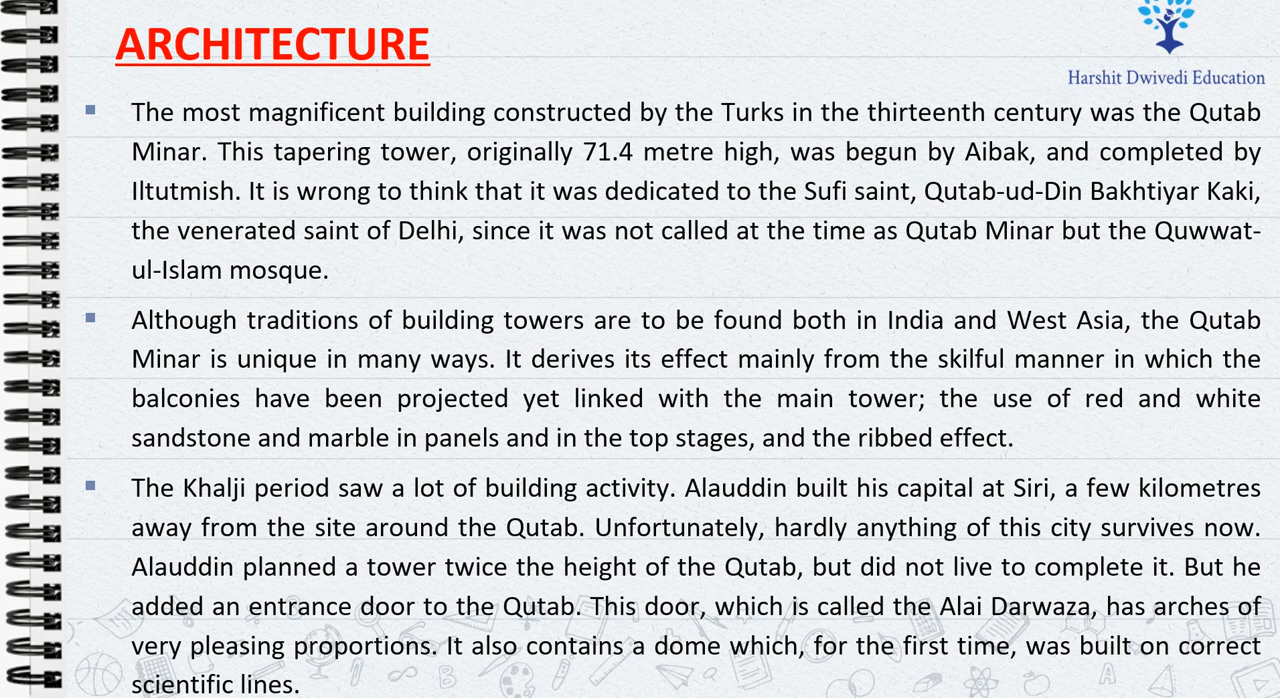 ARCHITECTURE
Harshit Dwivedi Education
▪ The most magnificent building constructed by the Turks in the thirteenth century was the Qutab
Minar. This tapering tower, originally 71.4 metre high, was begun by Aibak, and completed by
Iltutmish. It is wrong to think that it was dedicated to the Sufi saint, Qutab-ud-Din Bakhtiyar Kaki,
the venerated saint of Delhi, since it was not called at the time as Qutab Minar but the Quwwat-
ul-Islam mosque.
▪ Although traditions of building towers are to be found both in India and West Asia, the Qutab
Minar is unique in many ways. It derives its effect mainly from the skilful manner in which the
balconies have been projected yet linked with the main tower; the use of red and white
sandstone and marble in panels and in the top stages, and the ribbed effect.
▪ The Khalji period saw a lot of building activity. Alauddin built his capital at Siri, a few kilometres
away from the site around the Qutab. Unfortunately, hardly anything of this city survives now.
Alauddin planned a tower twice the height of the Qutab, but did not live to complete it. But he
added an entrance door to the Qutab. This door, which is called the Alai Darwaza, has arches of
very pleasing proportions. It also contains a dome which, for the first time, was built on correct
scientific lines.